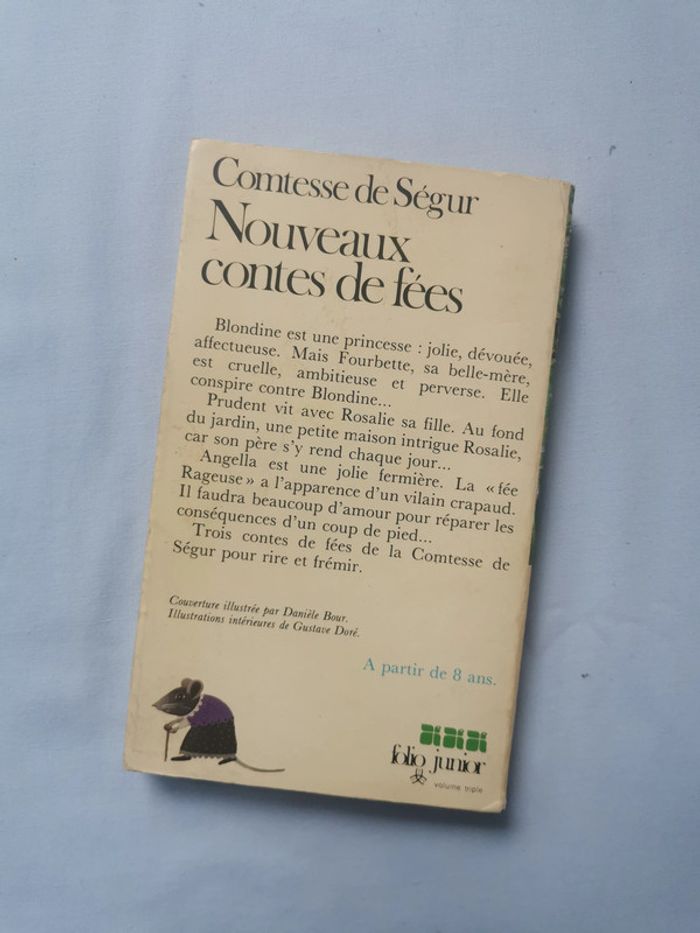 Comtesse de Ségur
Nouveaux
contes de fées
Blondine est une princesse : jolie, dévouée,
affectueuse. Mais Fourbette, sa belle-mère,
est cruelle, ambitieuse et perverse. Elle
conspire contre Blondine...
Prudent vit avec Rosalie sa fille. Au fond
du jardin, une petite maison intrigue Rosalie,
car son père s'y rend chaque jour...
Angella est une jolie fermière. La «fée
Rageuse» a l'apparence d'un vilain crapaud.
Il faudra beaucoup d'amour pour réparer les
conséquences d'un coup de pied...
Trois contes de fées de la Comtesse de
Ségur pour rire et frémir.
Couverture illustrée par Danièle Bour.
Illustrations intérieures de Gustave Doré.
A partir de 8 ans.
folio junior
volume triple